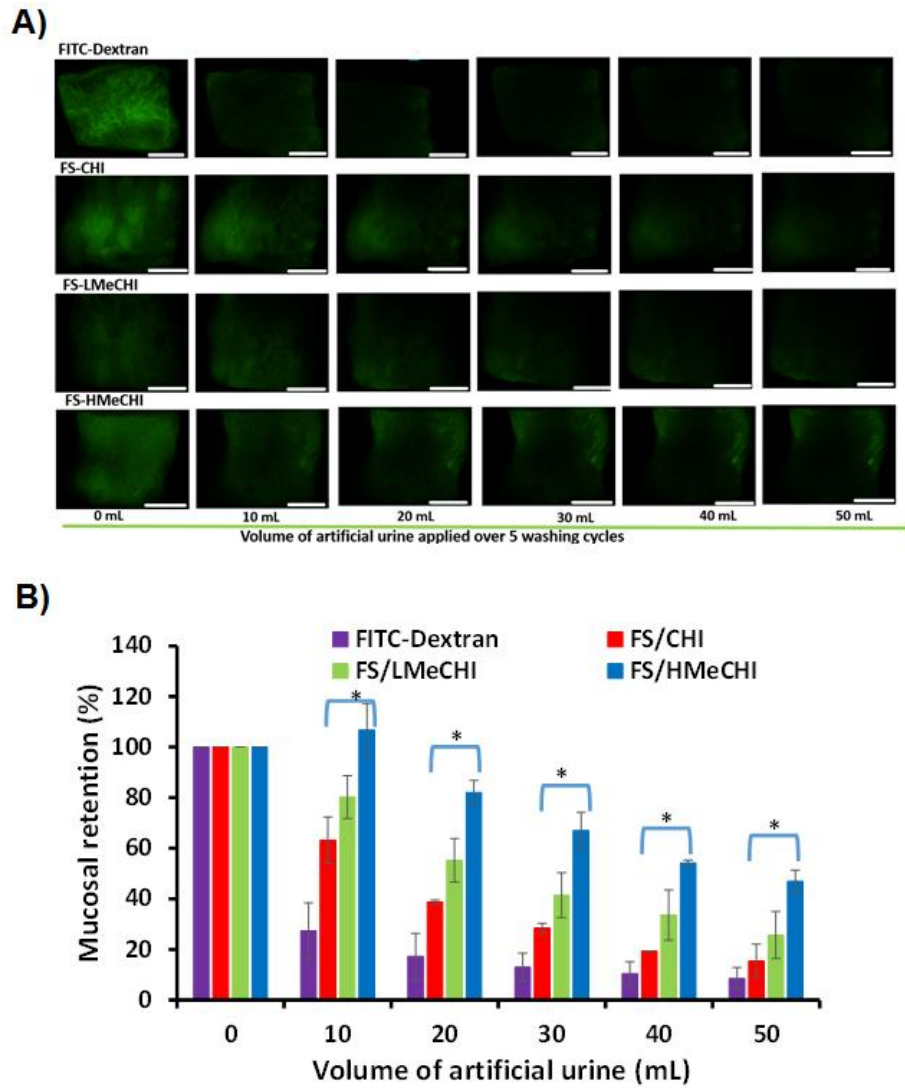 A)
FITC-Dextran
FS-CHI
FS-LMeCHI
FS-HMeCHI
0 mL 10 mL 20 mL 30 mL 40 mL 50 mL
Volume of artificial urine applied over 5 washing cycles
B)
FITC-Dextran FS/CHI
FS/LMeCHI FS/HMeCHI
Mucosal retention (%)
140
120
100
80
60
40
20
0
* * * * *
0 10 20 30 40 50
Volume of artificial urine (mL)